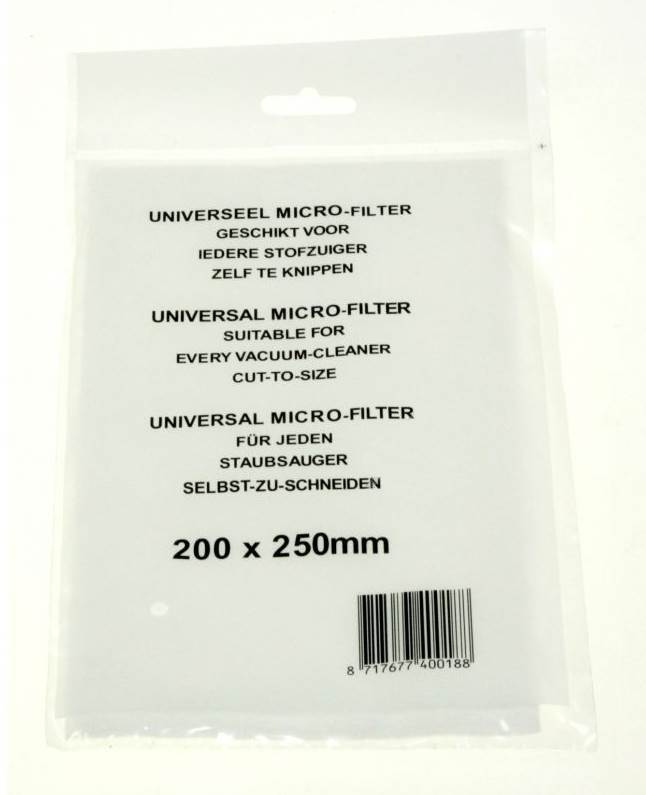 UNIVERSEEL MICRO-FILTER
GESCHIKT VOOR
IEDERE STOFZUIGER
ZELF TE KNIPPEN
UNIVERSAL MICRO-FILTER
SUITABLE FOR
EVERY VACUUM-CLEANER
CUT-TO-SIZE
UNIVERSAL MICRO-FILTER
FÜR JEDEN
STAUBSAUGER
SELBST-ZU-SCHNEIDEN
200 x 250mm
8 717677 400188